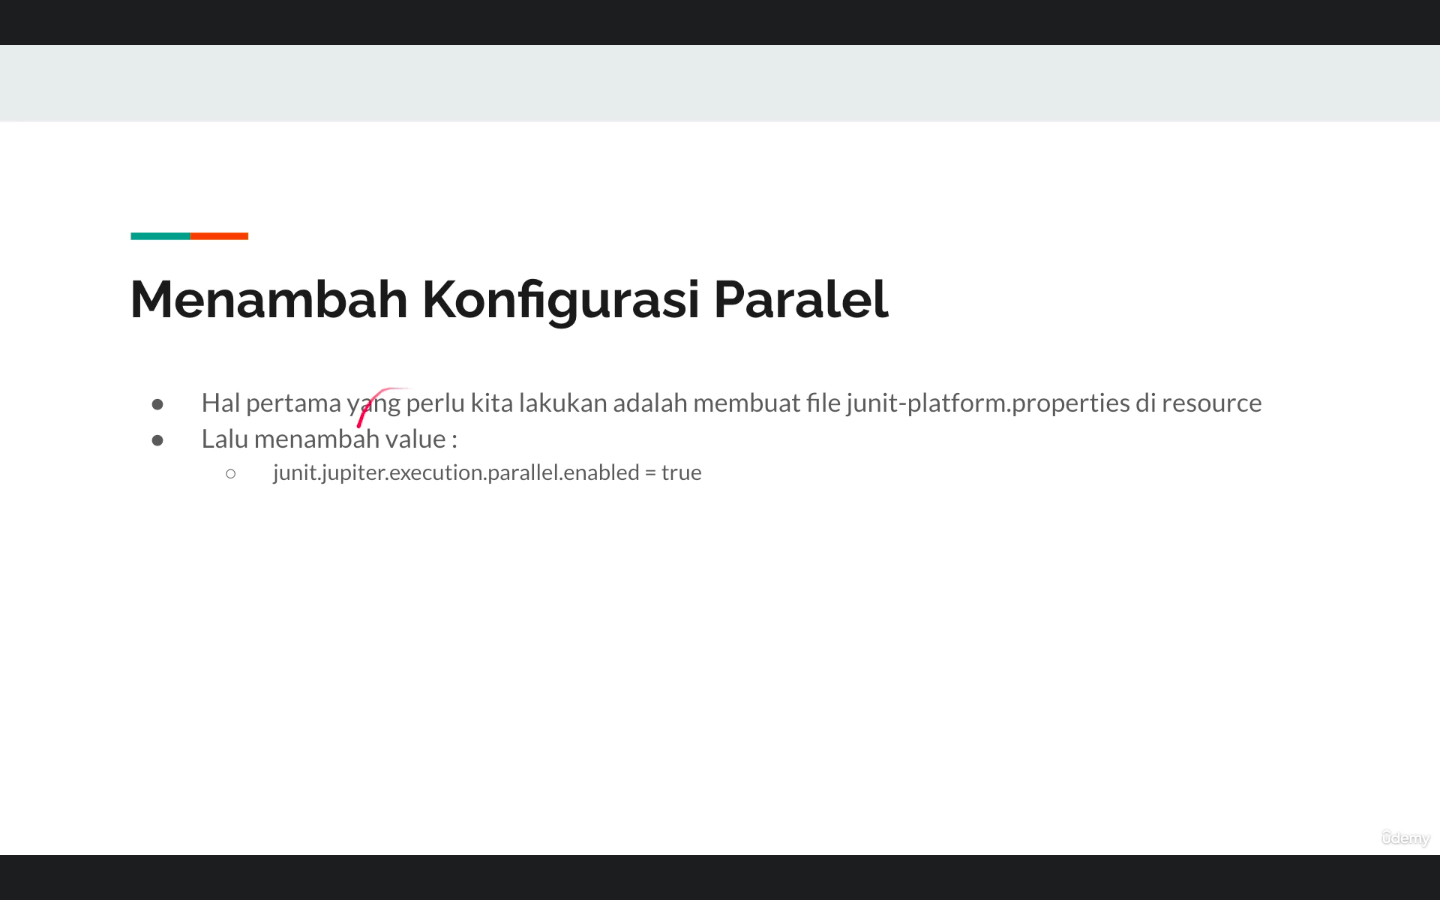 Menambah Konfigurasi Paralel
● Hal pertama yang perlu kita lakukan adalah membuat file junit-platform.properties di resource
● Lalu menambah value :
○ junit.jupiter.execution.parallel.enabled = true
ûdemy